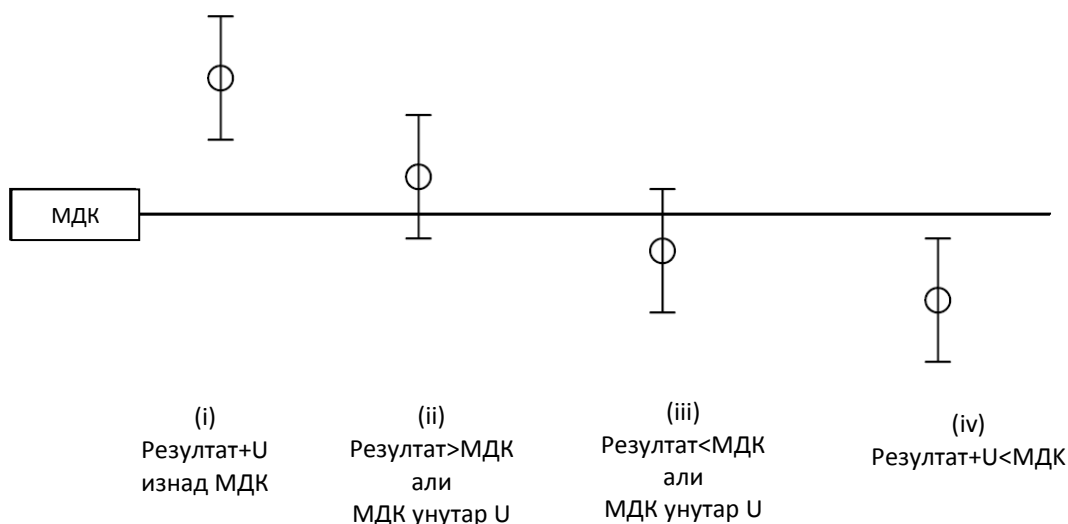 МДК
(i)
Резултат+U
изнад МДК
(ii)
Резултат>МДК
али
МДК унутар U
(iii)
Резултат<МДК
али
МДК унутар U
(iv)
Резултат+U<МДК